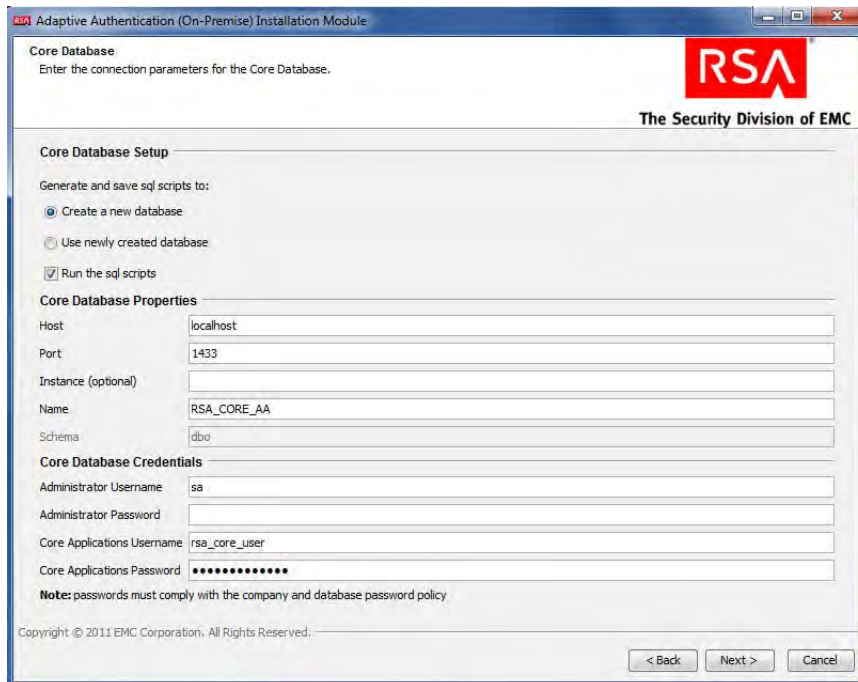 RSA Adaptive Authentication (On-Premise) Installation Module
Core Database
Enter the connection parameters for the Core Database.
RSA
The Security Division of EMC
Core Database Setup
Generate and save sql scripts to:
Create a new database
Use newly created database
Run the sql scripts
Core Database Properties
Host localhost
Port 1433
Instance (optional)
Name RSA_CORE_AA
Schema dbo
Core Database Credentials
Administrator Username sa
Administrator Password
Core Applications Username rsa_core_user
Core Applications Password •••••••••••••
Note: passwords must comply with the company and database password policy
Copyright © 2011 EMC Corporation. All Rights Reserved.
< Back Next > Cancel